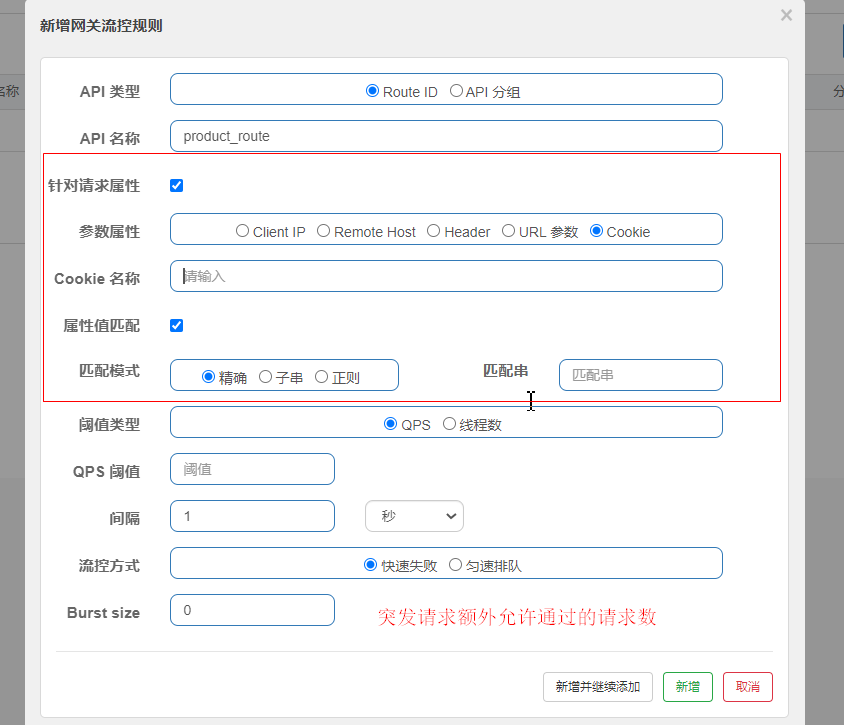 新增网关流控规则 ×
名称
分
API 类型 Route ID API 分组
API 名称 product_route
针对请求属性
参数属性 Client IP Remote Host Header URL 参数 Cookie
Cookie 名称 请输入
属性值匹配
匹配模式 精确 子串 正则 匹配串 匹配串
阈值类型 QPS 线程数
QPS 阈值 阈值
间隔 1 秒
流控方式 快速失败 匀速排队
Burst size 0 突发请求额外允许通过的请求数
新增并继续添加 新增 取消